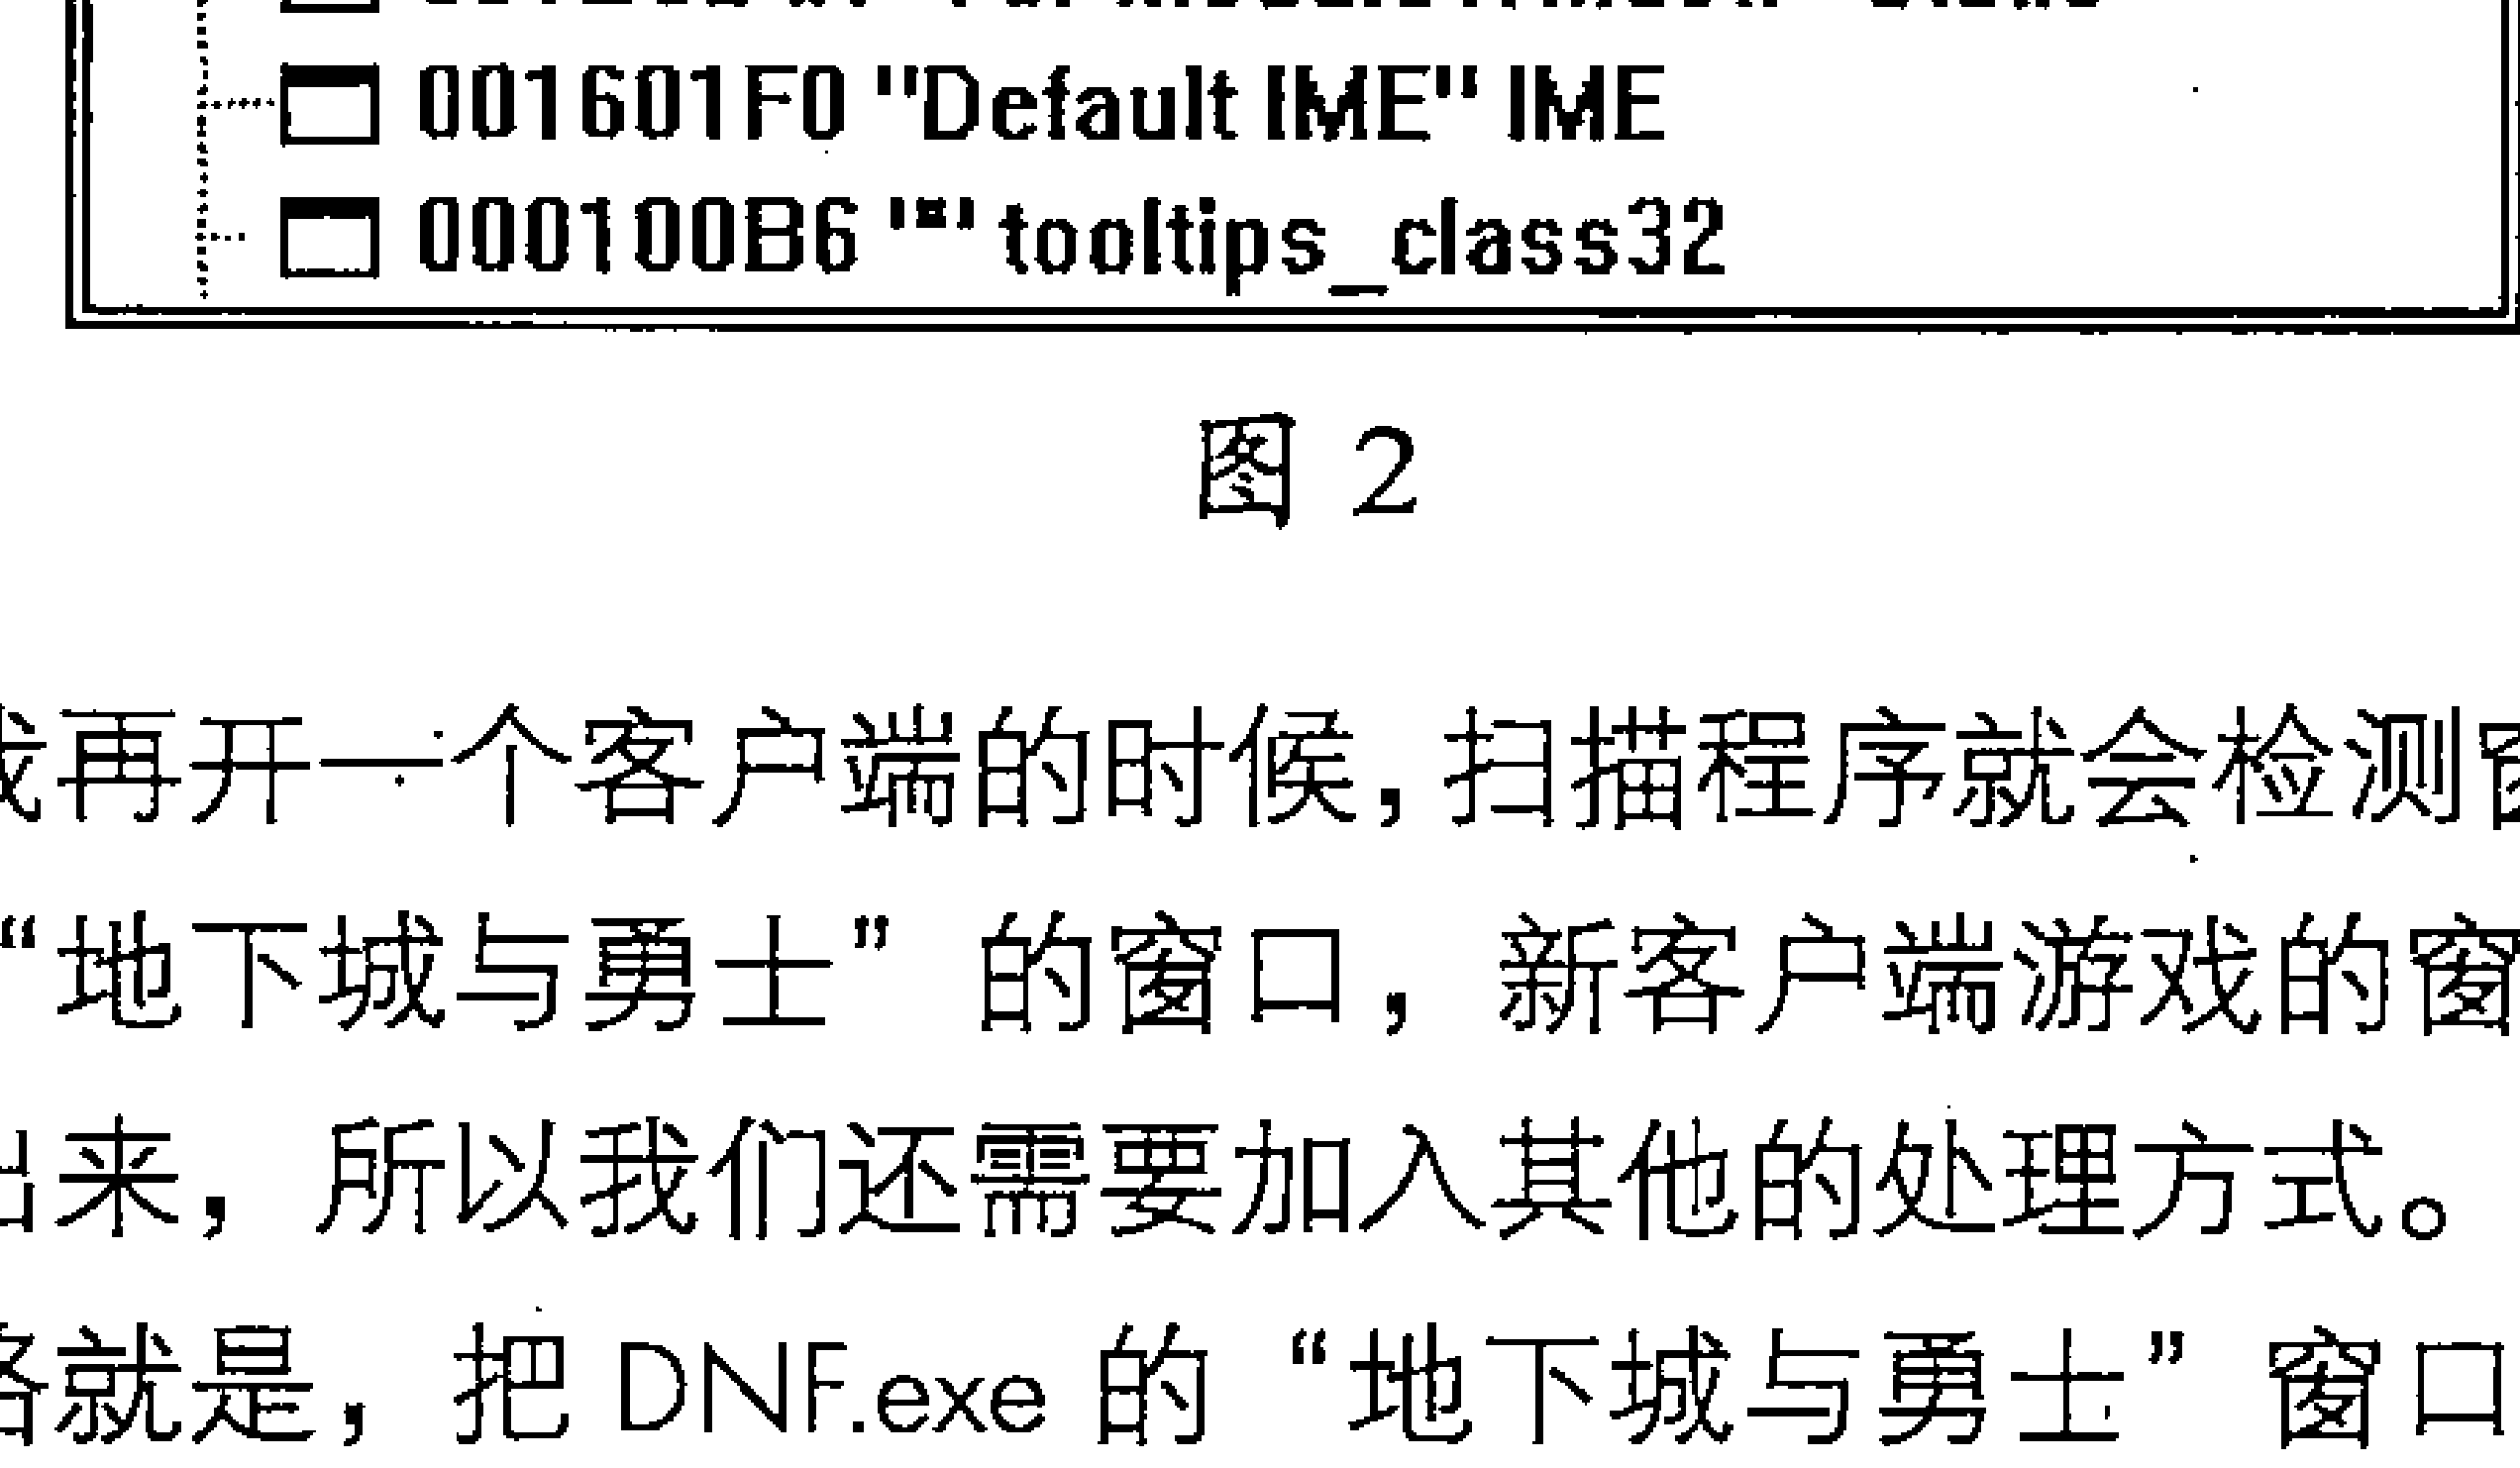 001601F0 "Default IME" IME
000100B6 "" tooltips_class32
图 2
再开一个客户端的时候，扫描程序就会检测
“地下城与勇士” 的窗口， 新客户端游戏的窗
出来， 所以我们还需要加入其他的处理方式。
就是， 把 DNF.exe 的 “地下城与勇士” 窗口